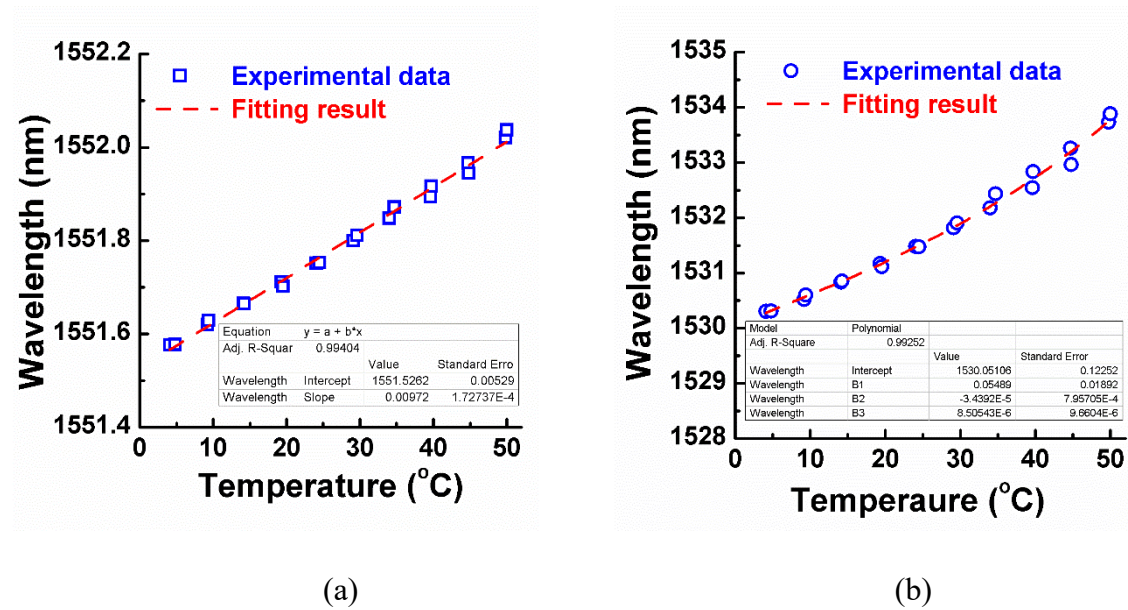 1552.2
1552.0
1551.8
1551.6
1551.4
Wavelength (nm)
Experimental data
Fitting result
Equation y = a + b*x
Adj. R-Squar 0.99404
Value Standard Erro
Wavelength Intercept 1551.5262 0.00529
Wavelength Slope 0.00972 1.72737E-4
0 10 20 30 40 50
Temperature (°C)
(a)
1535
1534
1533
1532
1531
1530
1529
1528
Wavelength (nm)
Experimental data
Fitting result
Model Polynomial
Adj. R-Square 0.99252
Value Standard Error
Wavelength Intercept 1530.05106 0.12252
Wavelength B1 0.05489 0.01892
Wavelength B2 -3.4392E-5 7.95705E-4
Wavelength B3 8.50543E-6 9.6604E-6
0 10 20 30 40 50
Temperaure (°C)
(b)